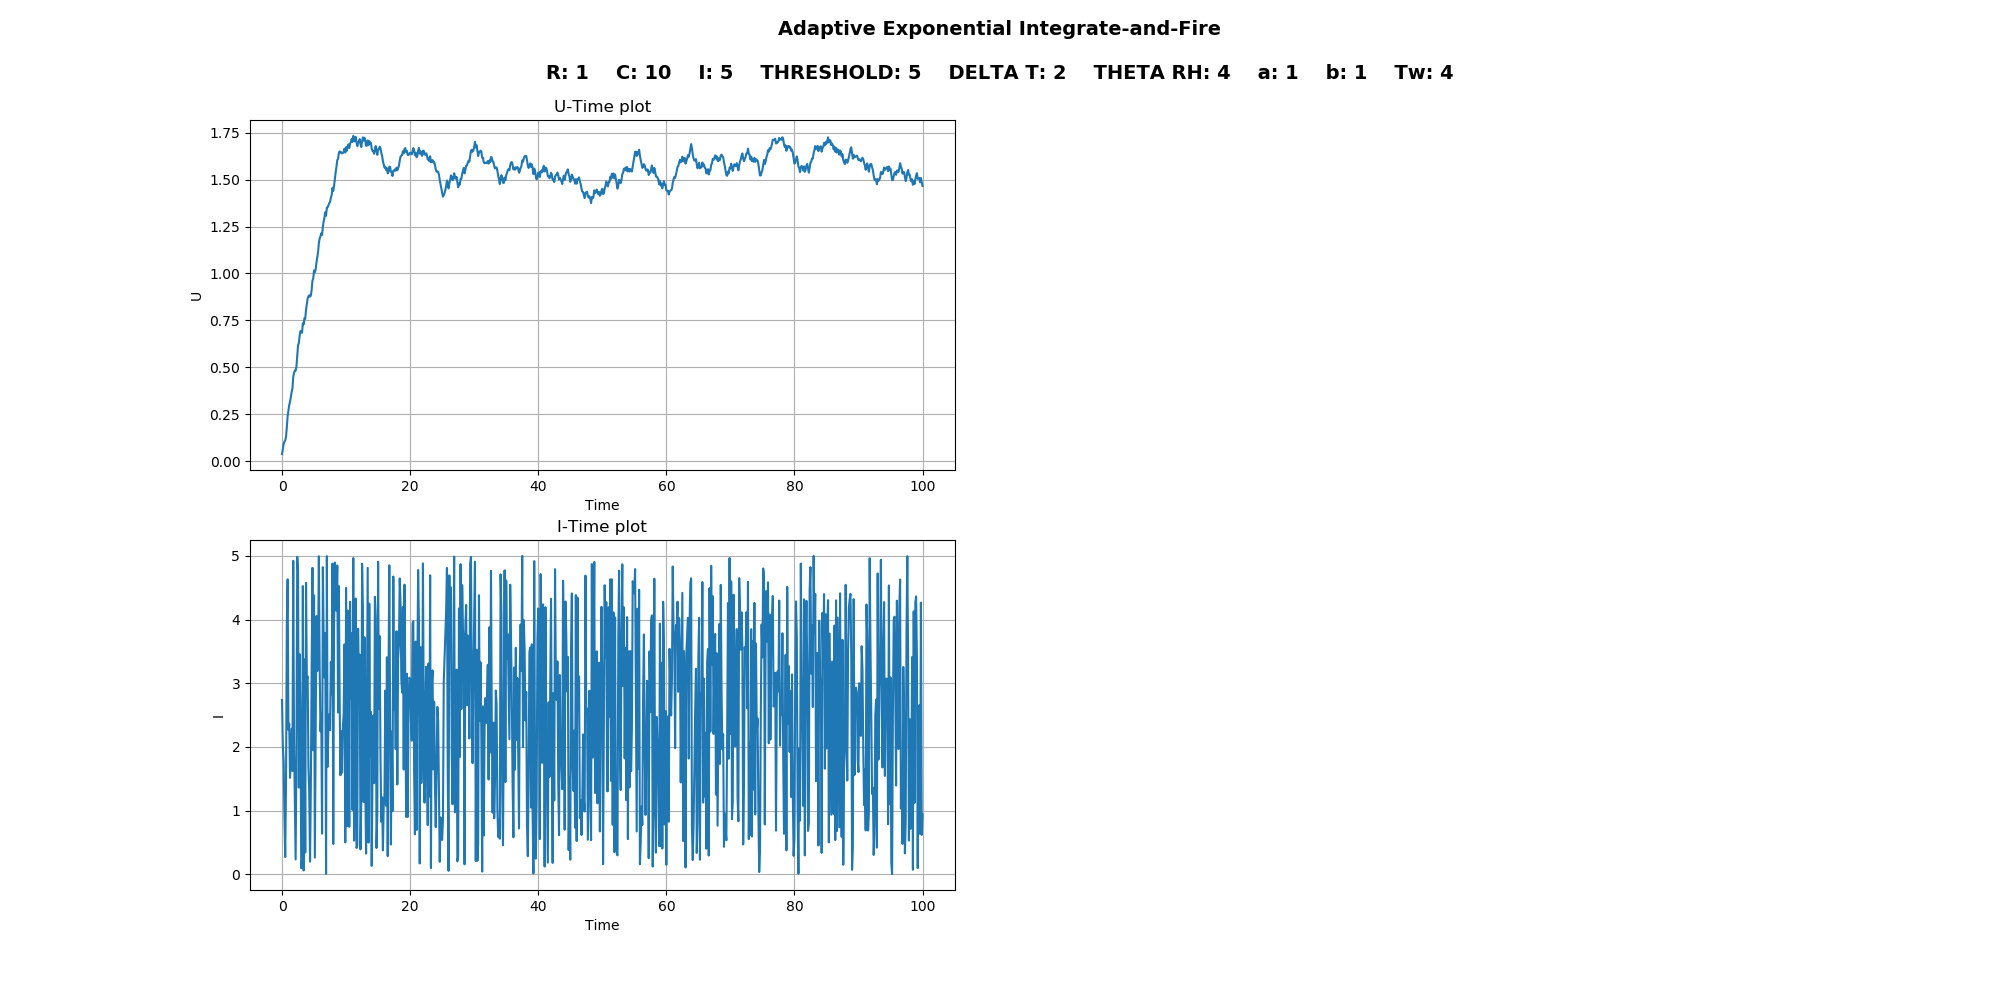 Adaptive Exponential Integrate-and-Fire
R: 1 C: 10 I: 5 THRESHOLD: 5 DELTA T: 2 THETA RH: 4 a: 1 b: 1 Tw: 4
U-Time plot
1.75
1.50
1.25
1.00
0.75
0.50
0.25
0.00
U
0 20 40 60 80 100
Time
I-Time plot
5
4
3
2
1
0
I
0 20 40 60 80 100
Time